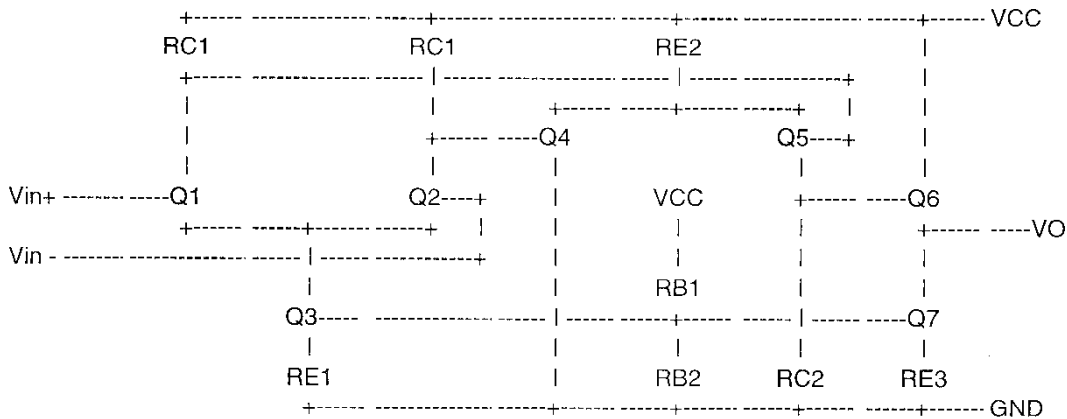 VCC
RC1 RC1 RE2
Q4 Q5
Vin+ Q1 Q2 VCC Q6
VO
Vin -
RB1
Q3 Q7
RE1 RB2 RC2 RE3
GND